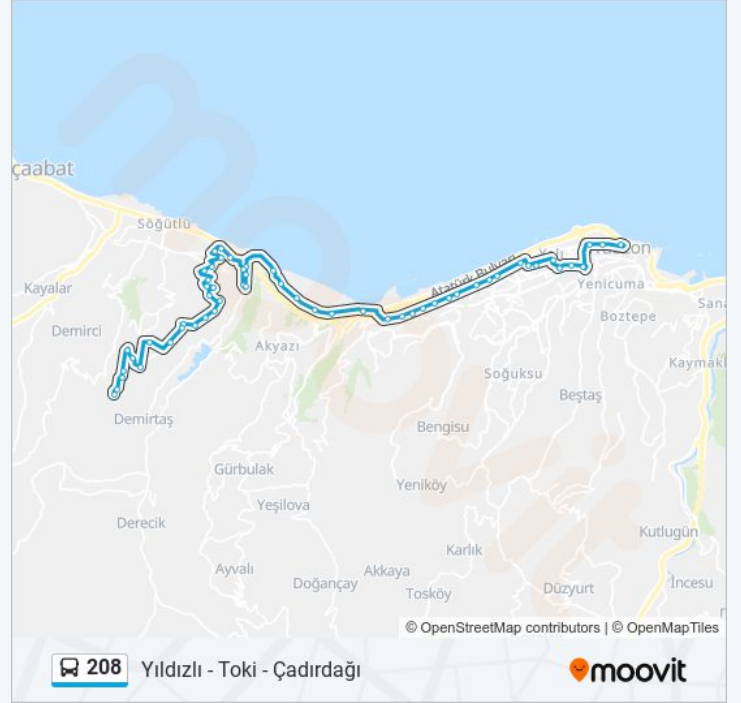 çaabat
Söğütlü
Kayalar
Demirci
Akyazı
Demirtaş
Atatürk Bulvarı
Yenicuma
Boztepe
Soğuksu
Beştaş
Bengisu
Gürbulak
Yeniköy
Yeşilova
Derecik
Ayvalı
Doğançay
Akkaya
Karlık
Tosköy
Düzyurt
Kutlugün
İncesu
Sana
Kaymakl
moovit
© OpenStreetMap contributors | © OpenMapTiles
208 Yıldızlı - Toki - Çadırdağı
moovit